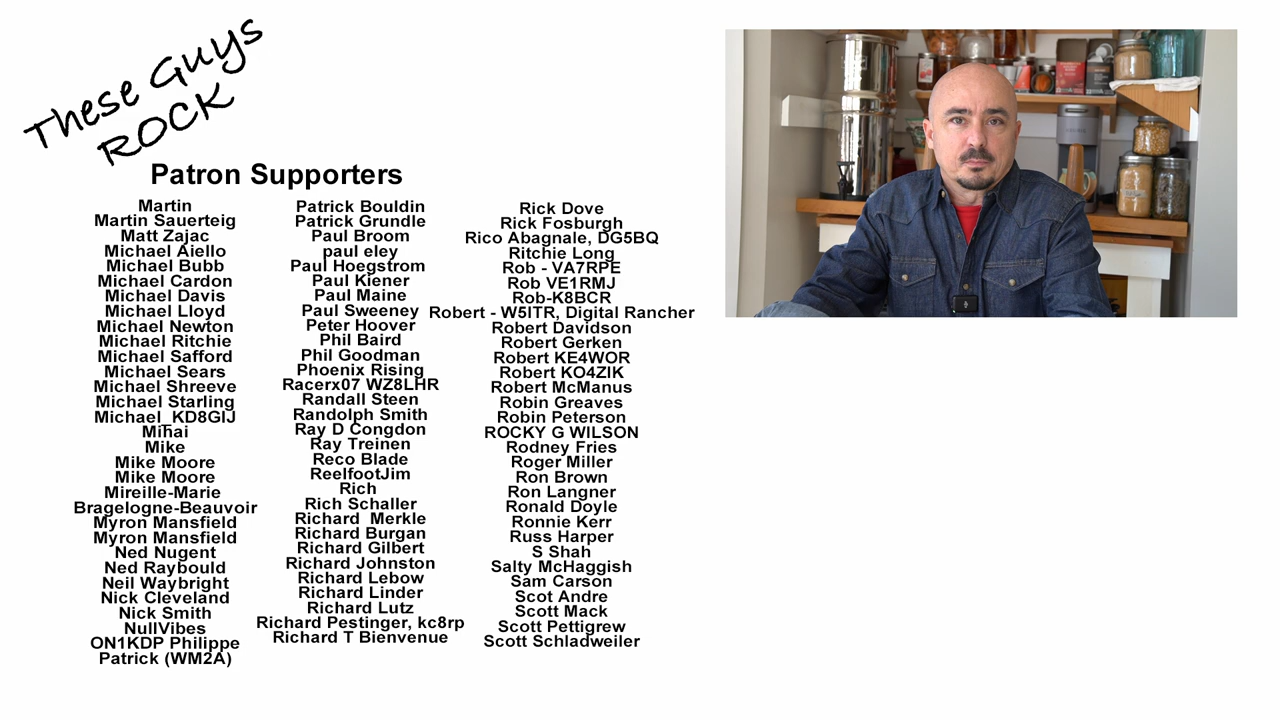 These Guys
ROCK
Patron Supporters
Martin
Martin Sauerteig
Matt Zajac
Michael Aiello
Michael Bubb
Michael Cardon
Michael Davis
Michael Lloyd
Michael Newton
Michael Ritchie
Michael Safford
Michael Sears
Michael Shreeve
Michael Starling
Michael_KD8GIJ
Mihai
Mike
Mike Moore
Mike Moore
Mireille-Marie
Bragelogne-Beauvoir
Myron Mansfield
Myron Mansfield
Ned Nugent
Ned Raybould
Neil Waybright
Nick Cleveland
Nick Smith
NullVibes
ON1KDP Philippe
Patrick (WM2A)
Patrick Bouldin
Patrick Grundle
Paul Broom
paul eley
Paul Hoegstrom
Paul Kiener
Paul Maine
Paul Sweeney
Peter Hoover
Phil Baird
Phil Goodman
Phoenix Rising
Racerx07 WZ8LHR
Randall Steen
Randolph Smith
Ray D Congdon
Ray Treinen
Reco Blade
ReelfootJim
Rich
Rich Schaller
Richard  Merkle
Richard Burgan
Richard Gilbert
Richard Johnston
Richard Lebow
Richard Linder
Richard Lutz
Richard Pestinger, kc8rp
Richard T Bienvenue
Rick Dove
Rick Fosburgh
Rico Abagnale, DG5BQ
Ritchie Long
Rob - VA7RPE
Rob VE1RMJ
Rob-K8BCR
Robert - W5ITR, Digital Rancher
Robert Davidson
Robert Gerken
Robert KE4WOR
Robert KO4ZIK
Robert McManus
Robin Greaves
Robin Peterson
ROCKY G WILSON
Rodney Fries
Roger Miller
Ron Brown
Ron Langner
Ronald Doyle
Ronnie Kerr
Russ Harper
S Shah
Salty McHaggish
Sam Carson
Scot Andre
Scott Mack
Scott Pettigrew
Scott Schladweiler